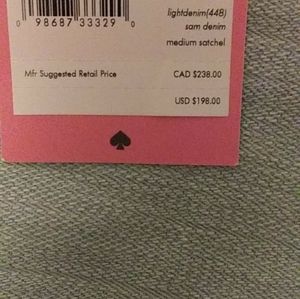 lightdenim(448)
0 98687 33329 0
sam denim
medium satchel
Mfr Suggested Retail Price CAD $238.00
USD $198.00